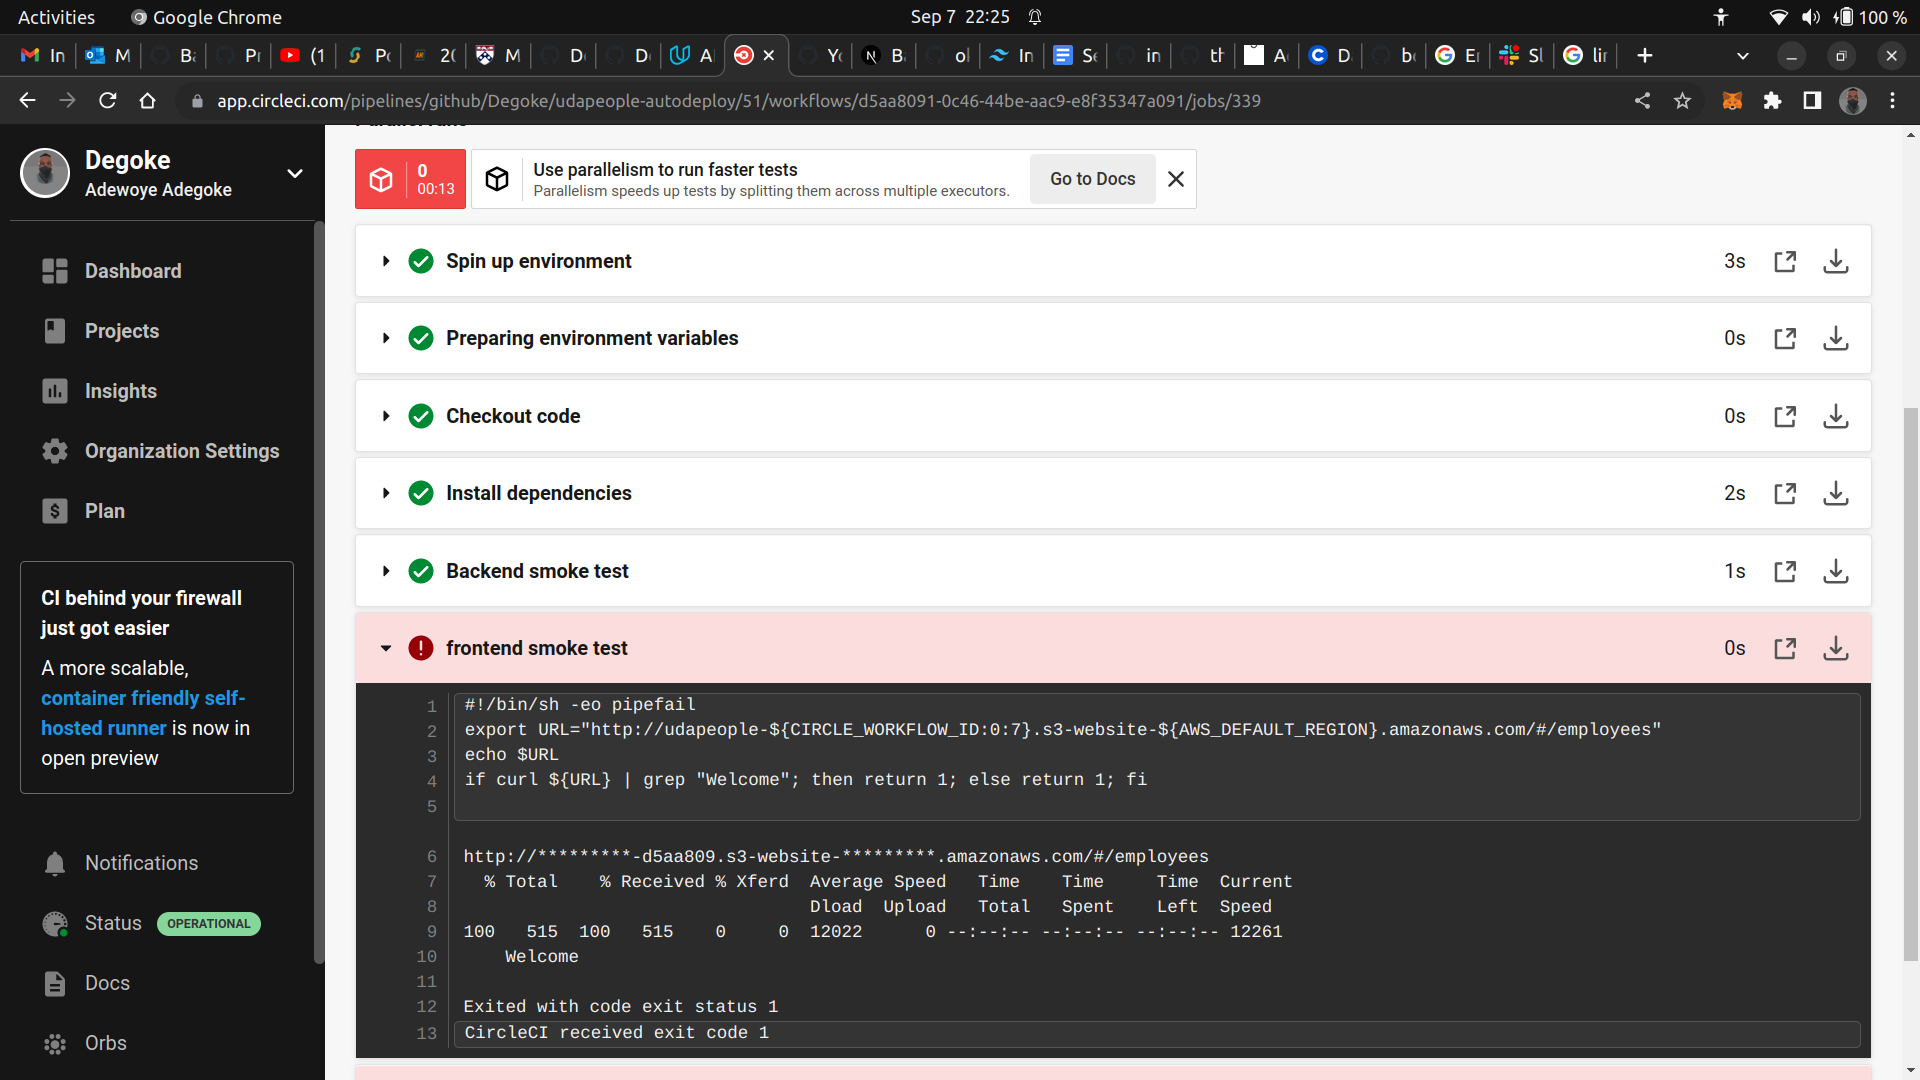 Activities
Google Chrome
Sep 7 22:25
100 %
In
M
Ba
Pr
(1
Po
20
M
D
D
A
Yo
B
ol
In
Se
in
th
A
D
be
Er
Sl
lir
app.circleci.com/pipelines/github/Degoke/udapeople-autodeploy/51/workflows/d5aa8091-0c46-44be-aac9-e8f35347a091/jobs/339
Degoke
Adewoye Adegoke
Dashboard
Projects
Insights
Organization Settings
Plan
CI behind your firewall
just got easier
A more scalable,
container friendly self-
hosted runner is now in
open preview
Notifications
Status OPERATIONAL
Docs
Orbs
0
00:13
Use parallelism to run faster tests
Parallelism speeds up tests by splitting them across multiple executors.
Go to Docs
Spin up environment 3s
Preparing environment variables 0s
Checkout code 0s
Install dependencies 2s
Backend smoke test 1s
frontend smoke test 0s
1 #!/bin/sh -eo pipefail
2 export URL="http://udapeople-${CIRCLE_WORKFLOW_ID:0:7}.s3-website-${AWS_DEFAULT_REGION}.amazonaws.com/#/employees"
3 echo $URL
4 if curl ${URL} | grep "Welcome"; then return 1; else return 1; fi
5
6 http://*********-d5aa809.s3-website-*********.amazonaws.com/#/employees
7 % Total % Received % Xferd Average Speed Time Time Time Current
8 Dload Upload Total Spent Left Speed
9 100 515 100 515 0 0 12022 0 --:--:-- --:--:-- --:--:-- 12261
10 Welcome
11
12 Exited with code exit status 1
13 CircleCI received exit code 1